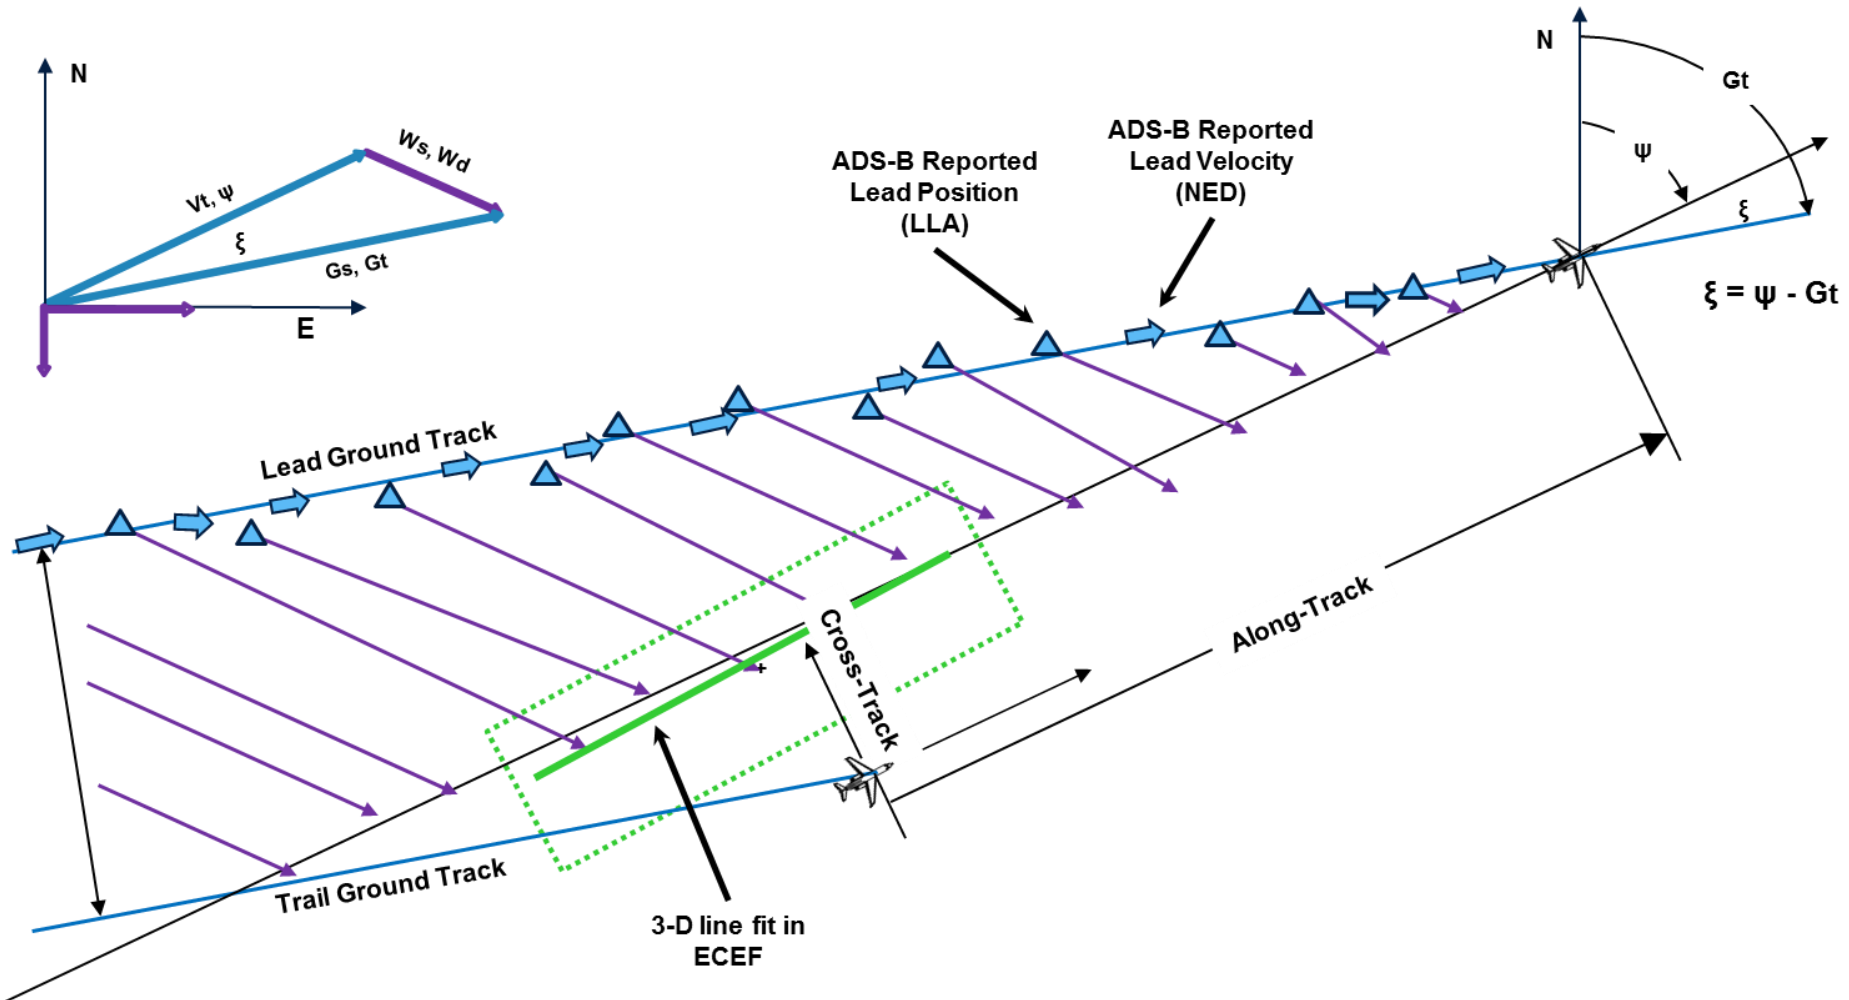 N
Ws, Wd
Vt, ψ
ξ
Gs, Gt
E
ADS-B Reported
Lead Position
(LLA)
ADS-B Reported
Lead Velocity
(NED)
N
Gt
ψ
ξ
ξ = ψ - Gt
Lead Ground Track
Cross-Track
Along-Track
Trail Ground Track
3-D line fit in
ECEF